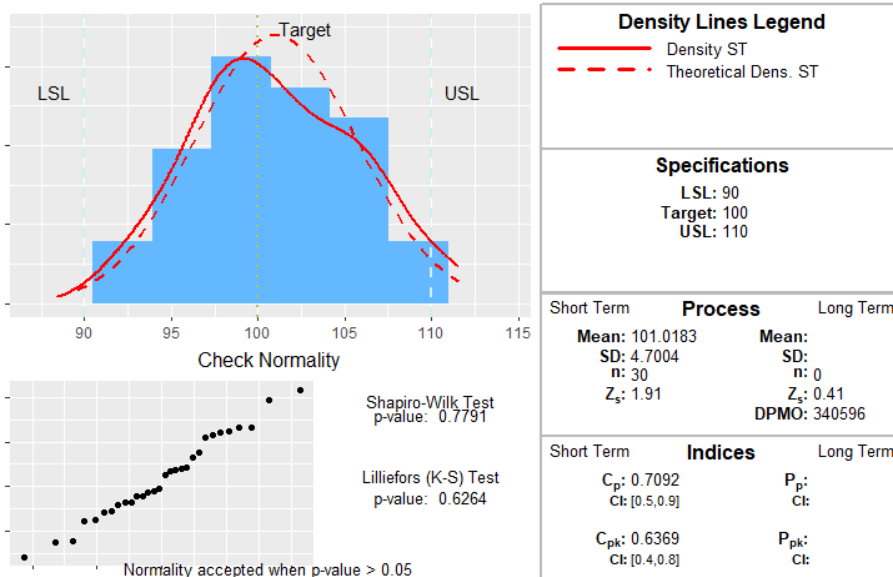 Target
LSL
USL
90
95
100
105
110
115
Check Normality
Shapiro-Wilk Test
p-value: 0.7791
Lilliefors (K-S) Test
p-value: 0.6264
Normality accepted when p-value > 0.05
Density Lines Legend
Density ST
Theoretical Dens. ST
Specifications
LSL: 90
Target: 100
USL: 110
Short Term Process Long Term
Mean: 101.0183 Mean:
SD: 4.7004 SD:
n: 30 n: 0
Zs: 1.91 Zs: 0.41
DPMO: 340596
Short Term Indices Long Term
Cp: 0.7092 Pp:
CI: [0.5,0.9] CI:
Cpk: 0.6369 Ppk:
CI: [0.4,0.8] CI: